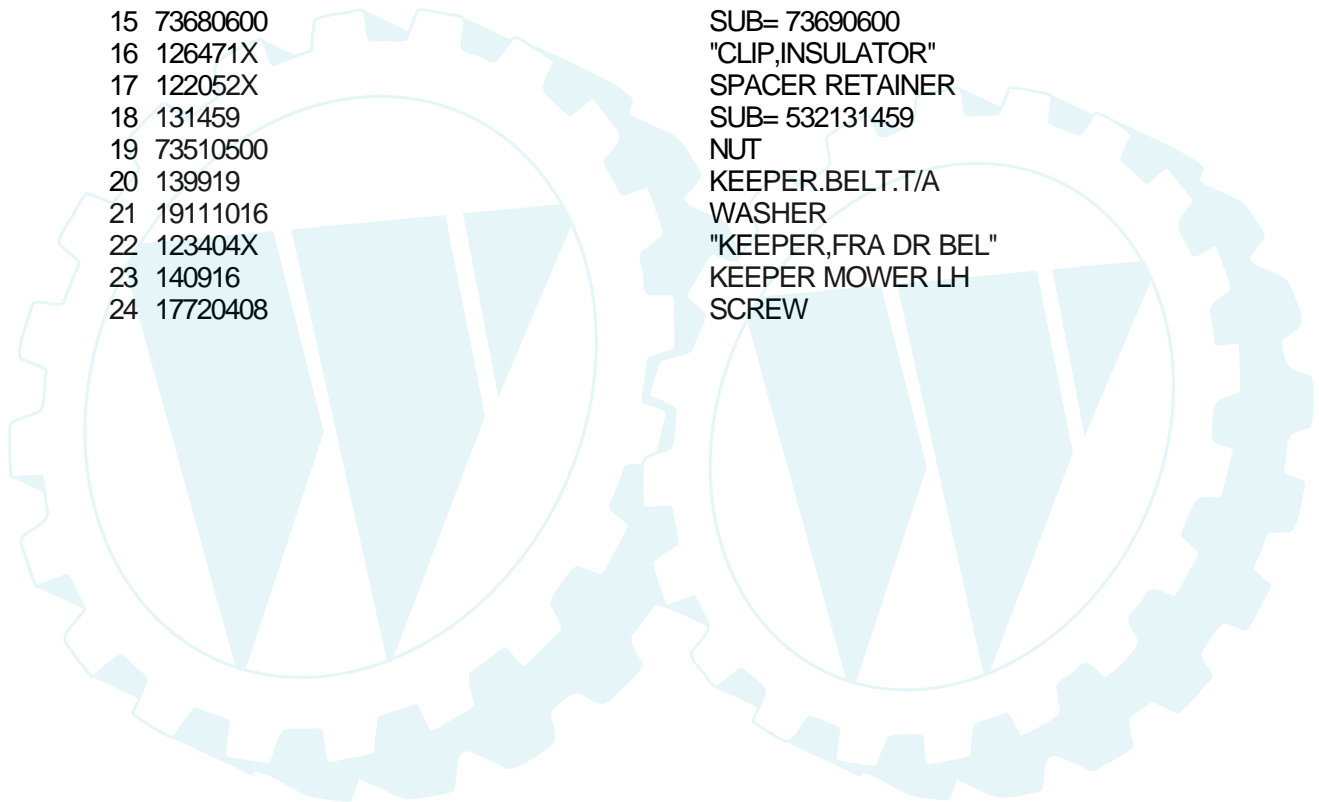 15 73680600 SUB= 73690600
16 126471X "CLIP,INSULATOR"
17 122052X SPACER RETAINER
18 131459 SUB= 532131459
19 73510500 NUT
20 139919 KEEPER.BELT.T/A
21 19111016 WASHER
22 123404X "KEEPER,FRA DR BEL"
23 140916 KEEPER MOWER LH
24 17720408 SCREW